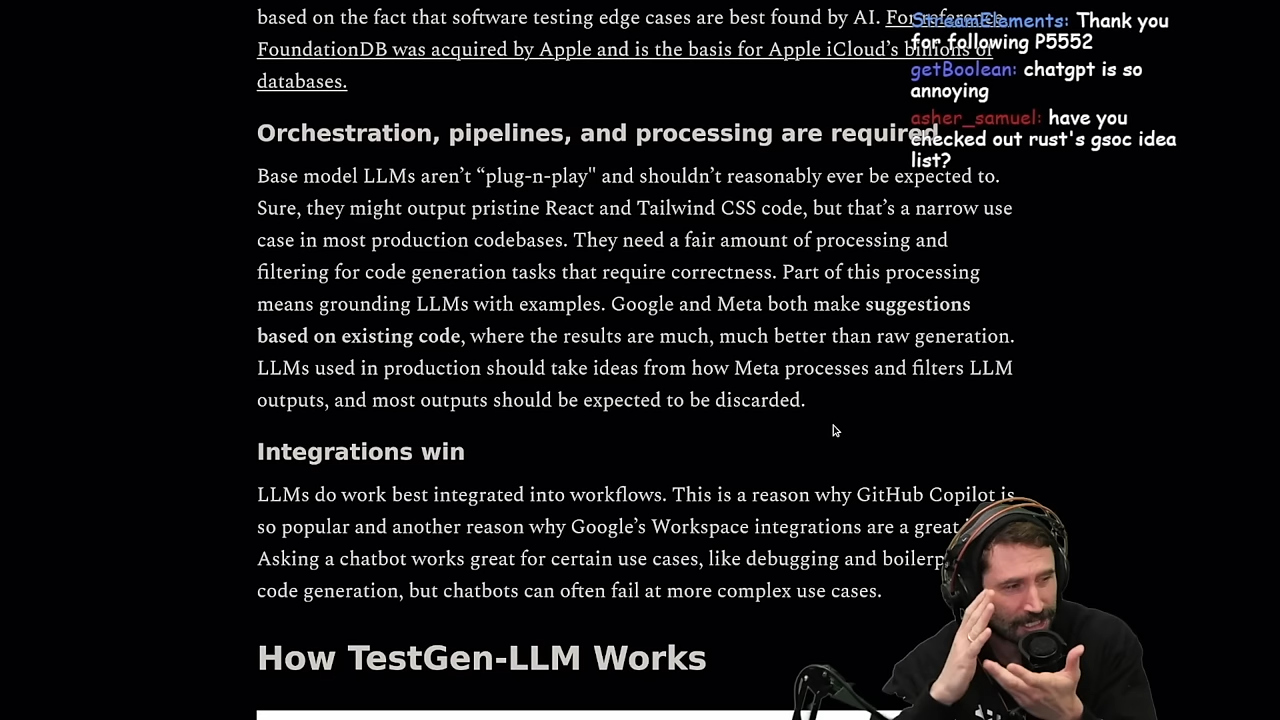 based on the fact that software testing edge cases are best found by AI. For reference,
FoundationDB was acquired by Apple and is the basis for Apple iCloud's billions of
databases.
Orchestration, pipelines, and processing are required
Base model LLMs aren't “plug-n-play" and shouldn't reasonably ever be expected to.
Sure, they might output pristine React and Tailwind CSS code, but that's a narrow use
case in most production codebases. They need a fair amount of processing and
filtering for code generation tasks that require correctness. Part of this processing
means grounding LLMs with examples. Google and Meta both make suggestions
based on existing code, where the results are much, much better than raw generation.
LLMs used in production should take ideas from how Meta processes and filters LLM
outputs, and most outputs should be expected to be discarded.
Integrations win
LLMs do work best integrated into workflows. This is a reason why GitHub Copilot is
so popular and another reason why Google's Workspace integrations are a great
Asking a chatbot works great for certain use cases, like debugging and
code generation, but chatbots can often fail at more complex use cases.
How TestGen-LLM Works
StreamElements: Thank you
for following P5552
getBoolean: chatgpt is so
annoying
asher_samuel: have you
checked out rust's gsoc idea
list?